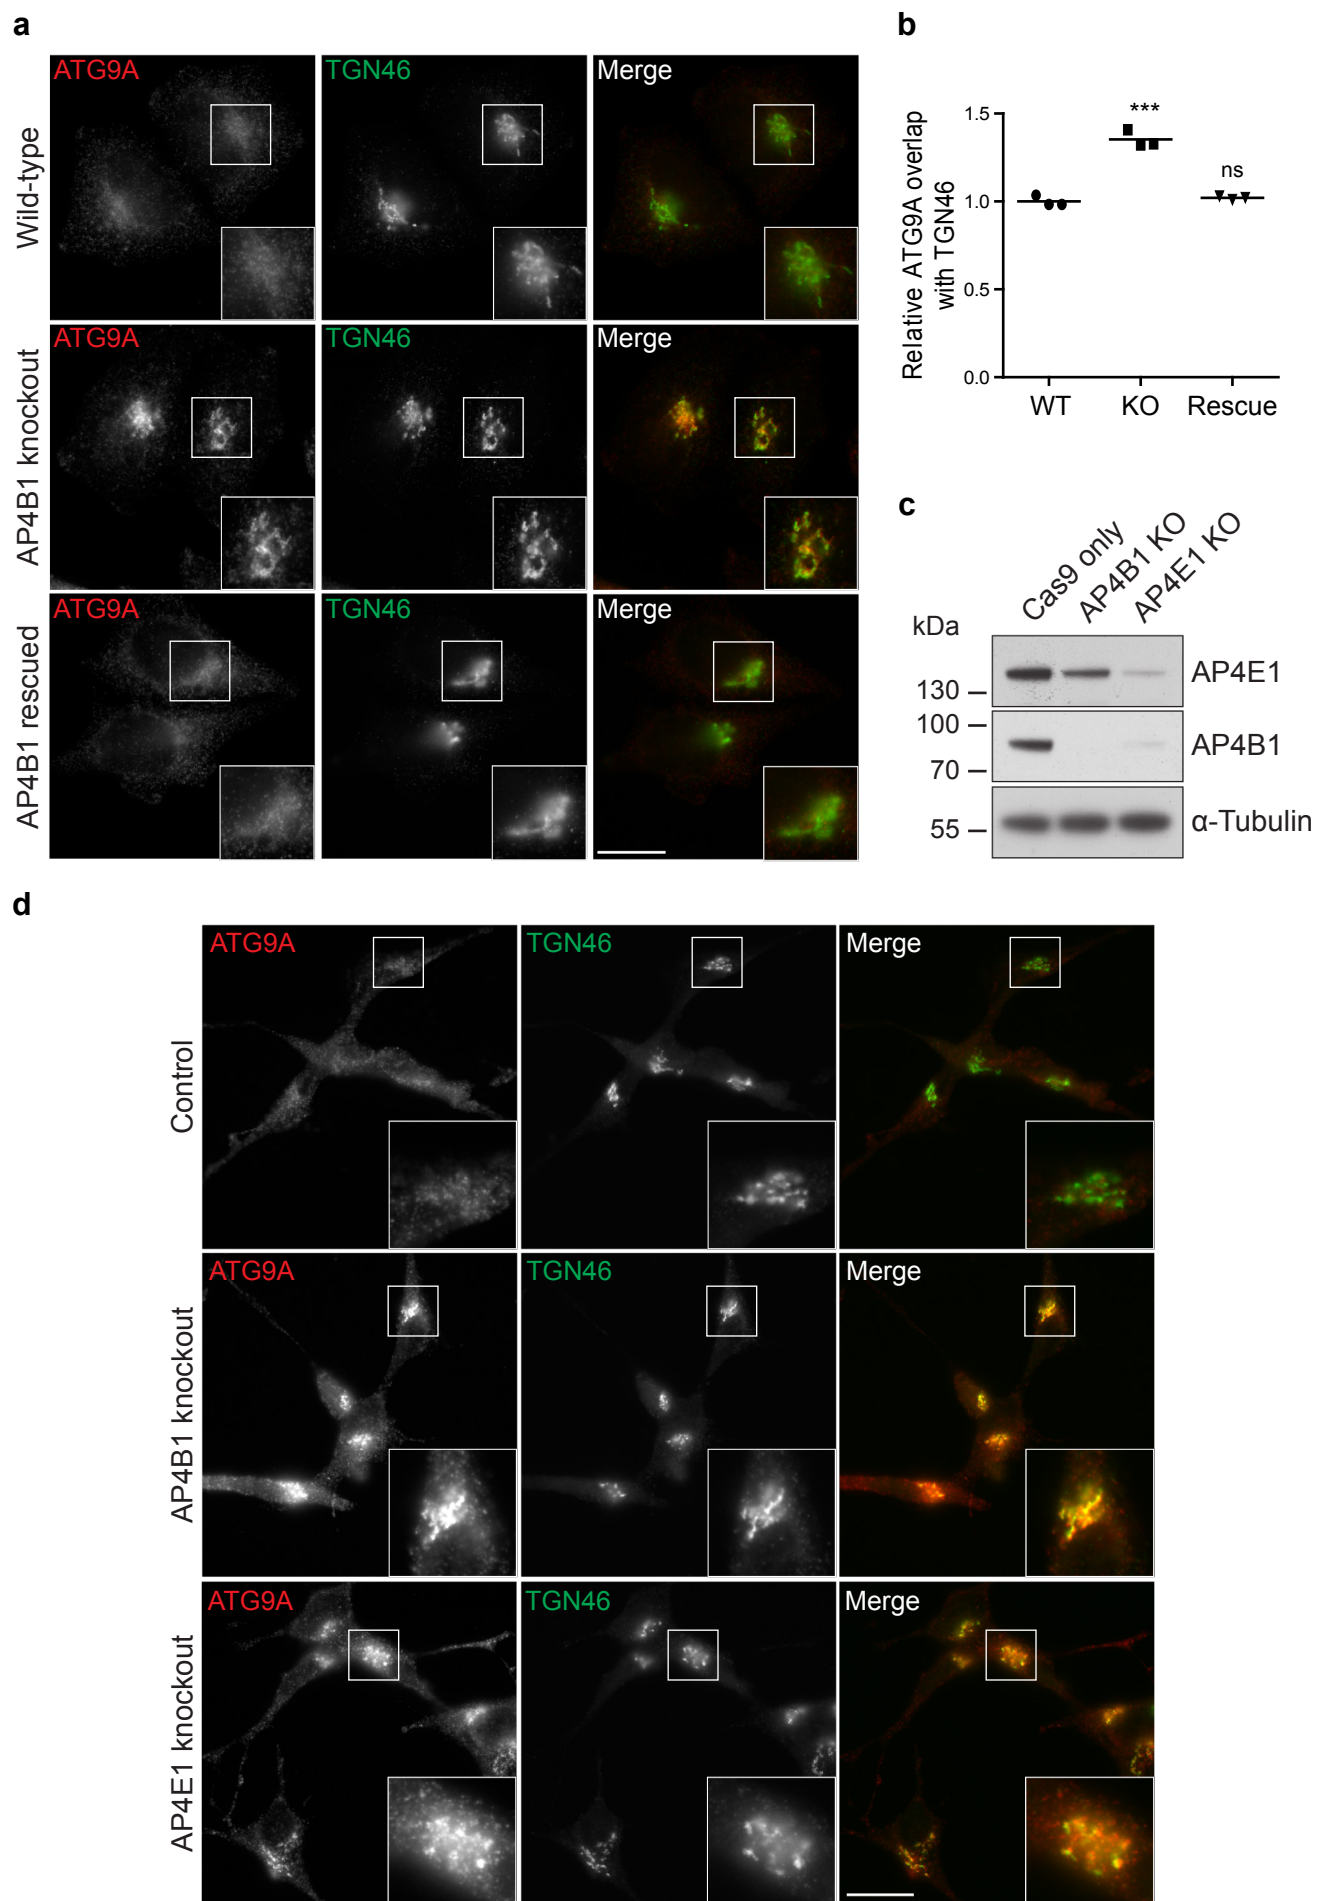 a
ATG9A
TGN46
Merge
Wild-type
ATG9A
TGN46
Merge
AP4B1 knockout
ATG9A
TGN46
Merge
AP4B1 rescued
b
Relative ATG9A overlap
with TGN46
1.5
1.0
0.5
0.0
***
ns
WT
KO
Rescue
c
Cas9 only
AP4B1 KO
AP4E1 KO
kDa
130
AP4E1
100
70
AP4B1
55
α-Tubulin
d
ATG9A
TGN46
Merge
Control
ATG9A
TGN46
Merge
AP4B1 knockout
ATG9A
TGN46
Merge
AP4E1 knockout